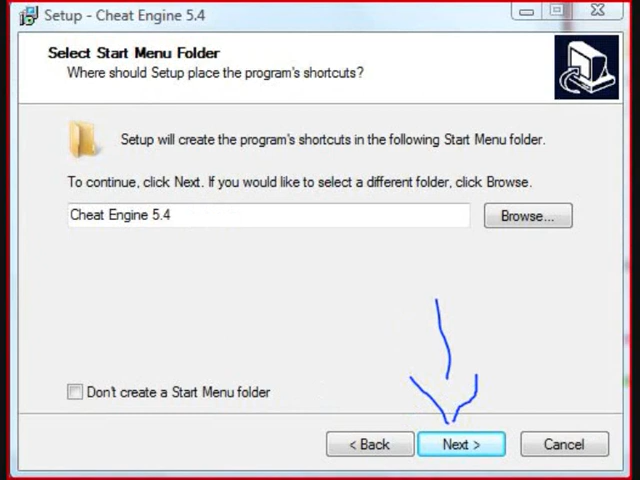 Setup - Cheat Engine 5.4
Select Start Menu Folder
Where should Setup place the program's shortcuts?
Setup will create the program's shortcuts in the following Start Menu folder.
To continue, click Next. If you would like to select a different folder, click Browse.
Cheat Engine 5.4
Browse...
Don't create a Start Menu folder
< Back
Next >
Cancel